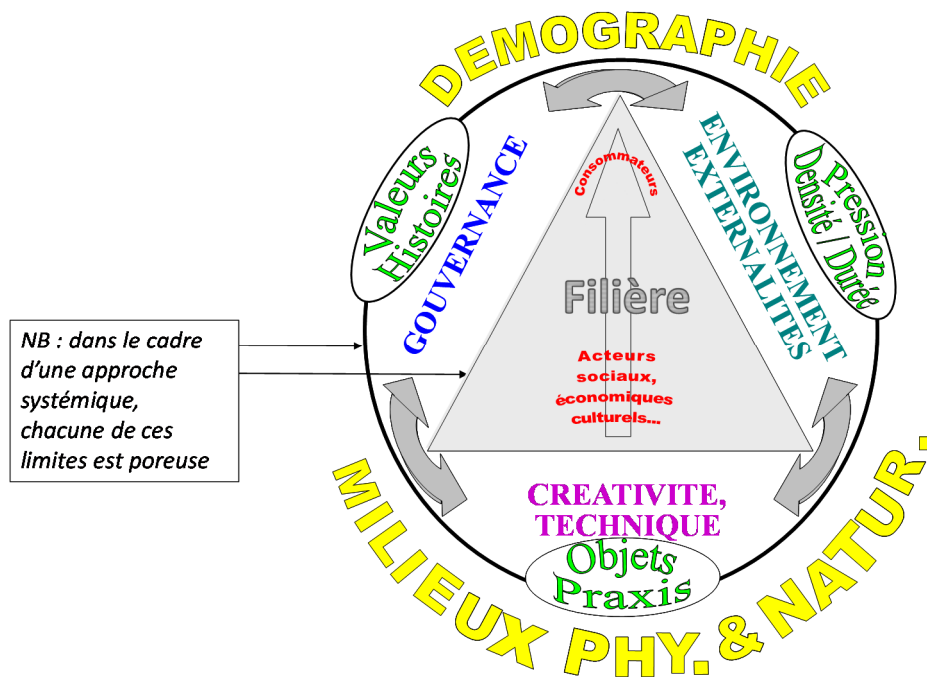 DEMOGRAPHIE
Valeurs
Histoires
GOUVERNANCE
Consommateurs
ENVIRONNEMENT
EXTERNALITES
Pression
Densité / Durée
Filière
Acteurs
sociaux,
économiques
culturels...
NB : dans le cadre
d'une approche
systémique,
chacune de ces
limites est poreuse
CREATIVITE,
TECHNIQUE
Objets
Praxis
MILIEUX PHY. & NATUR.